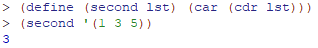 > (define (second lst) (car (cdr lst)))
> (second '(1 3 5))
3